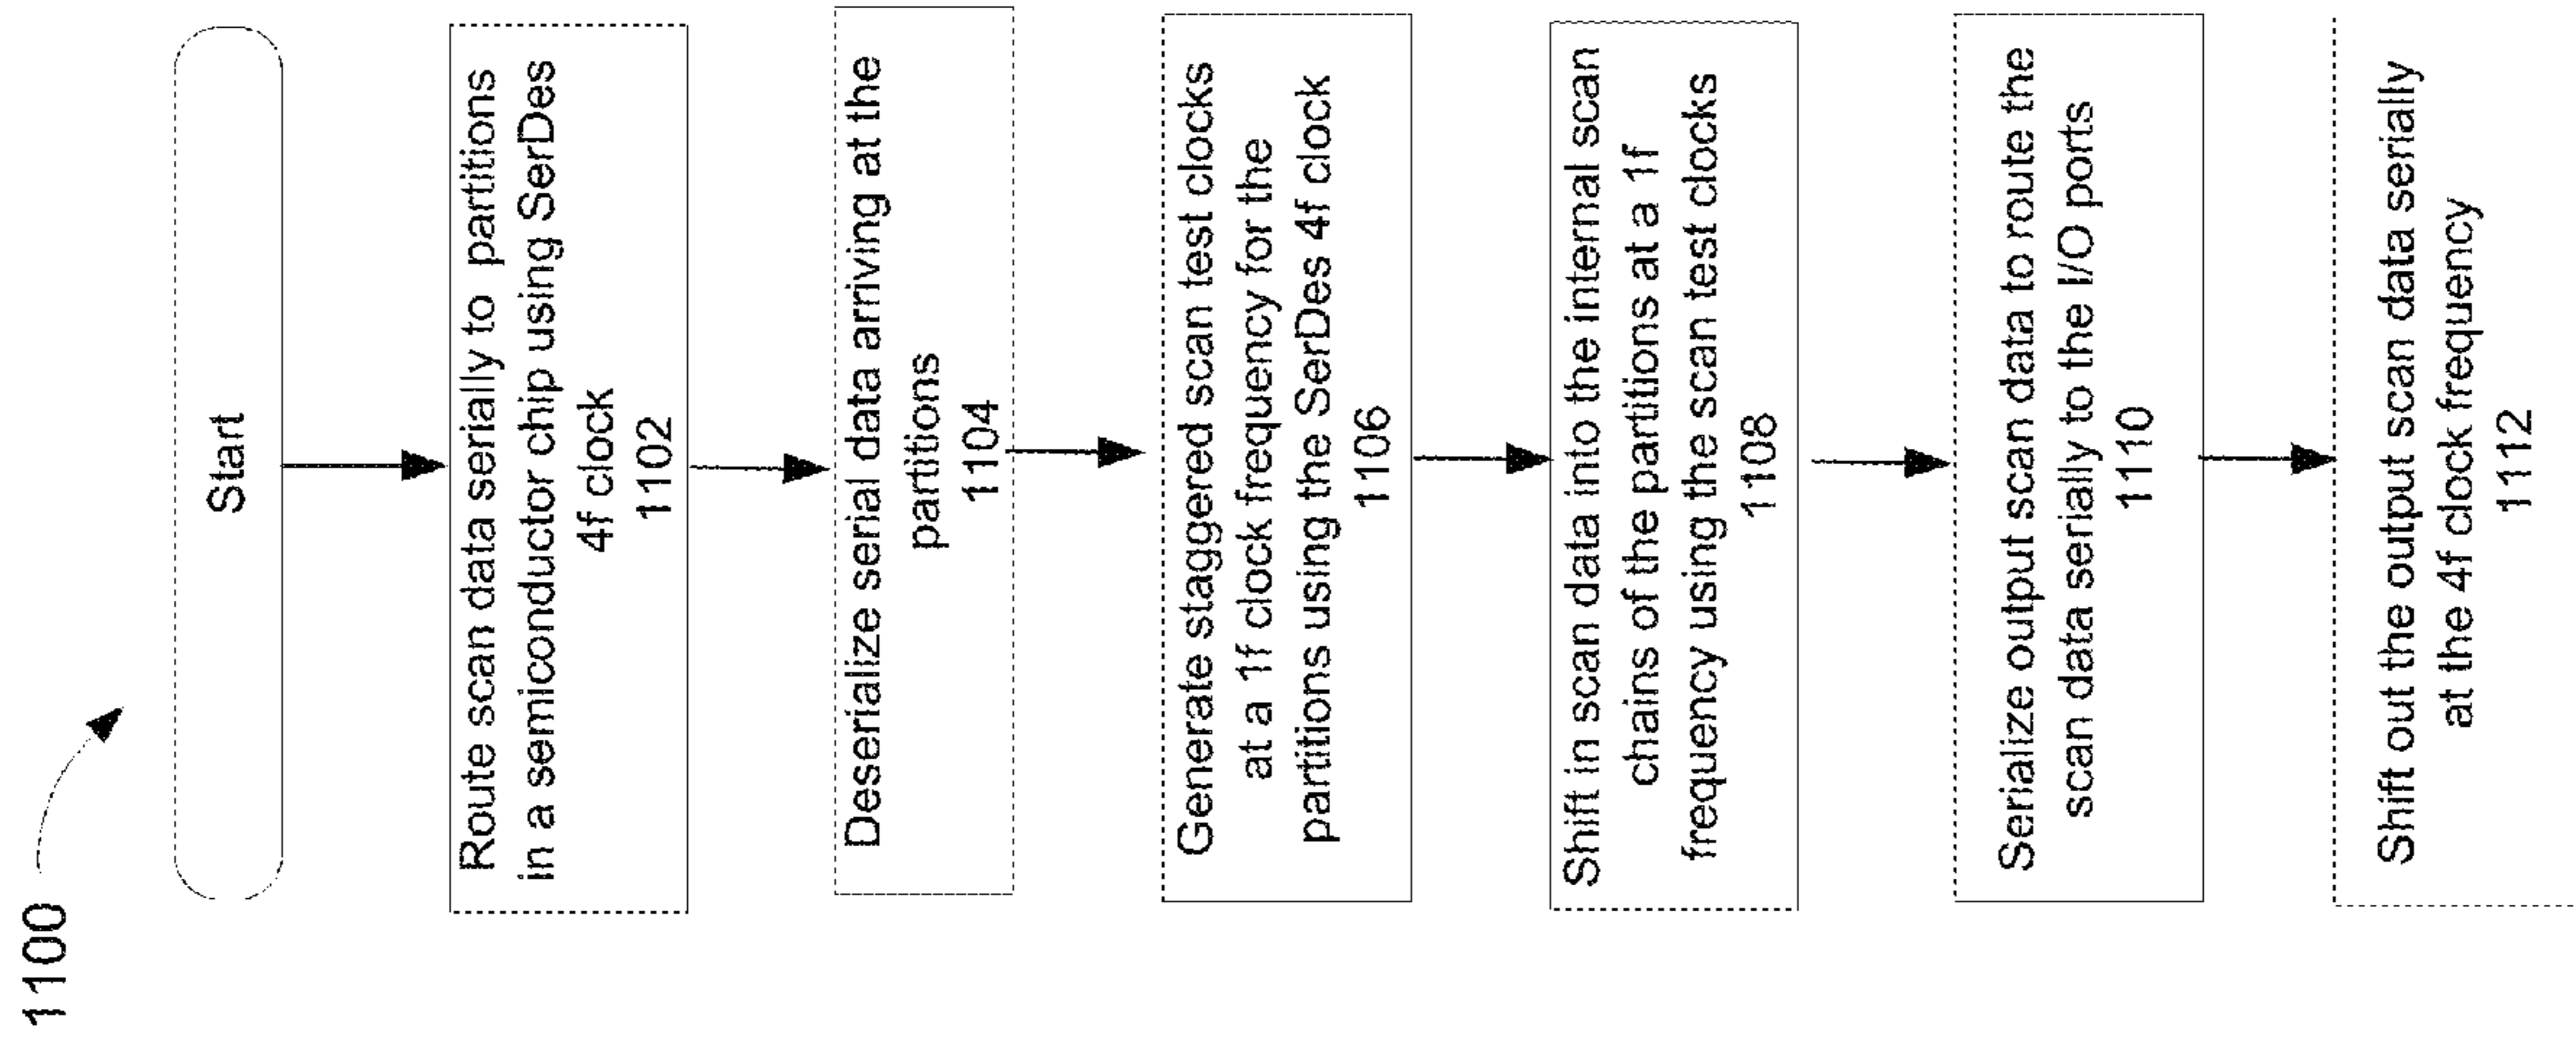 1100
Start
Route scan data serially to partitions
in a semiconductor chip using SerDes
4f clock
1102
Deserialize serial data arriving at the
partitions
1104
Generate staggered scan test clocks
at a 1f clock frequency for the
partitions using the SerDes 4f clock
1106
Shift in scan data into the internal scan
chains of the partitions at a 1f
frequency using the scan test clocks
1108
Serialize output scan data to route the
scan data serially to the I/O ports
1110
Shift out the output scan data serially
at the 4f clock frequency
1112